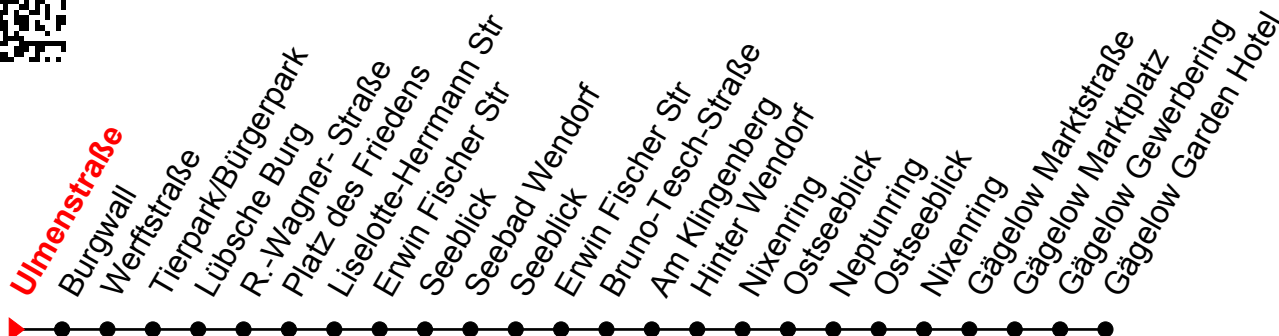 Ulmenstraße
Burgwall
Werftstraße
Tierpark/Bürgerpark
Lübsche Burg
R.-Wagner- Straße
Platz des Friedens
Liselotte-Herrmann Str
Erwin Fischer Str
Seeblick
Seebad Wendorf
Seeblick
Erwin Fischer Str
Bruno-Tesch-Straße
Am Klingenberg
Hinter Wendorf
Nixenring
Ostseeblick
Neptunring
Ostseeblick
Nixenring
Gägelow Marktstraße
Gägelow Marktplatz
Gägelow Gewerbering
Gägelow Garden Hotel